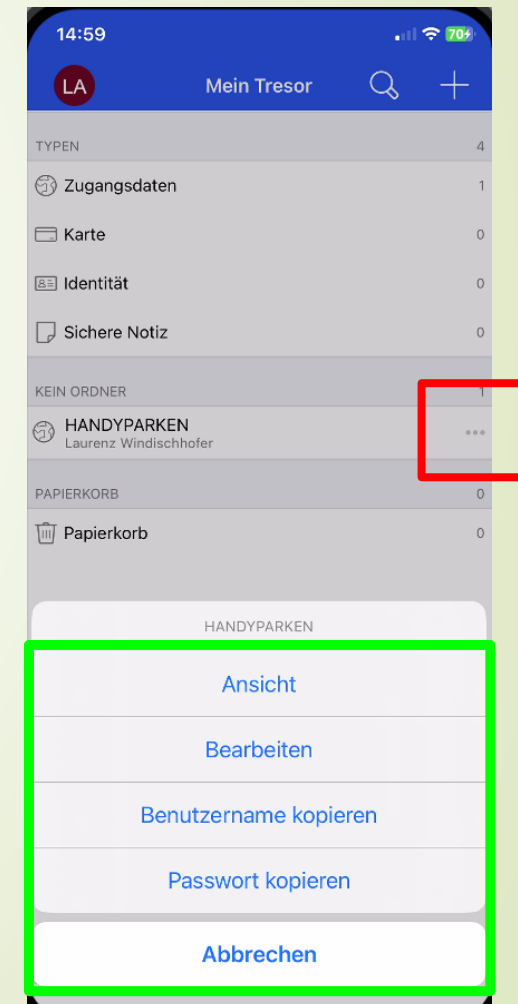 14:59
70
LA
Mein Tresor
TYPEN 4
Zugangsdaten 1
Karte 0
Identität 0
Sichere Notiz 0
KEIN ORDNER 1
HANDYPARKEN
Laurenz Windischhofer
PAPIERKORB 0
Papierkorb 0
HANDYPARKEN
Ansicht
Bearbeiten
Benutzername kopieren
Passwort kopieren
Abbrechen